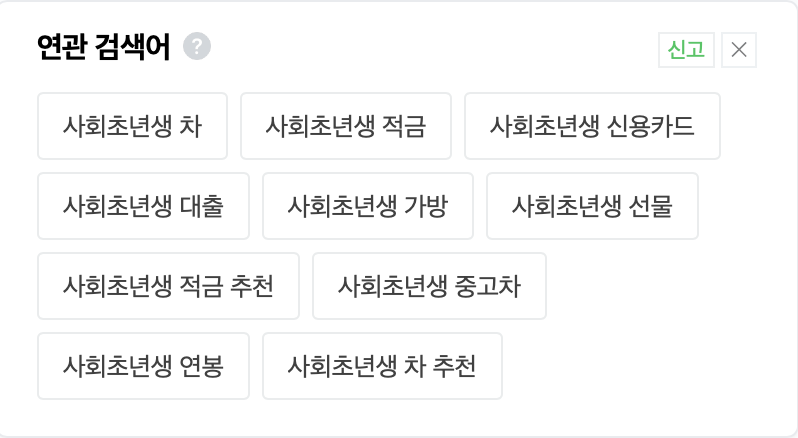 연관 검색어 ? 신고
사회초년생 차 사회초년생 적금 사회초년생 신용카드
사회초년생 대출 사회초년생 가방 사회초년생 선물
사회초년생 적금 추천 사회초년생 중고차
사회초년생 연봉 사회초년생 차 추천